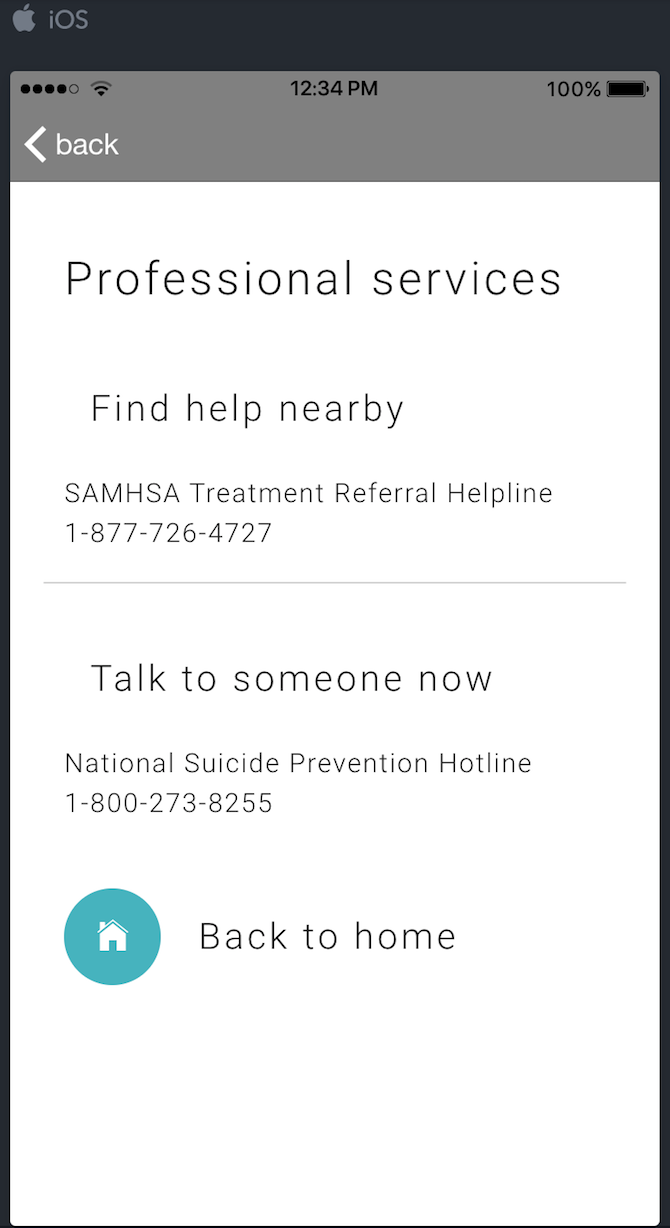 iOS
12:34 PM
100%
back
Professional services
Find help nearby
SAMHSA Treatment Referral Helpline
1-877-726-4727
Talk to someone now
National Suicide Prevention Hotline
1-800-273-8255
Back to home